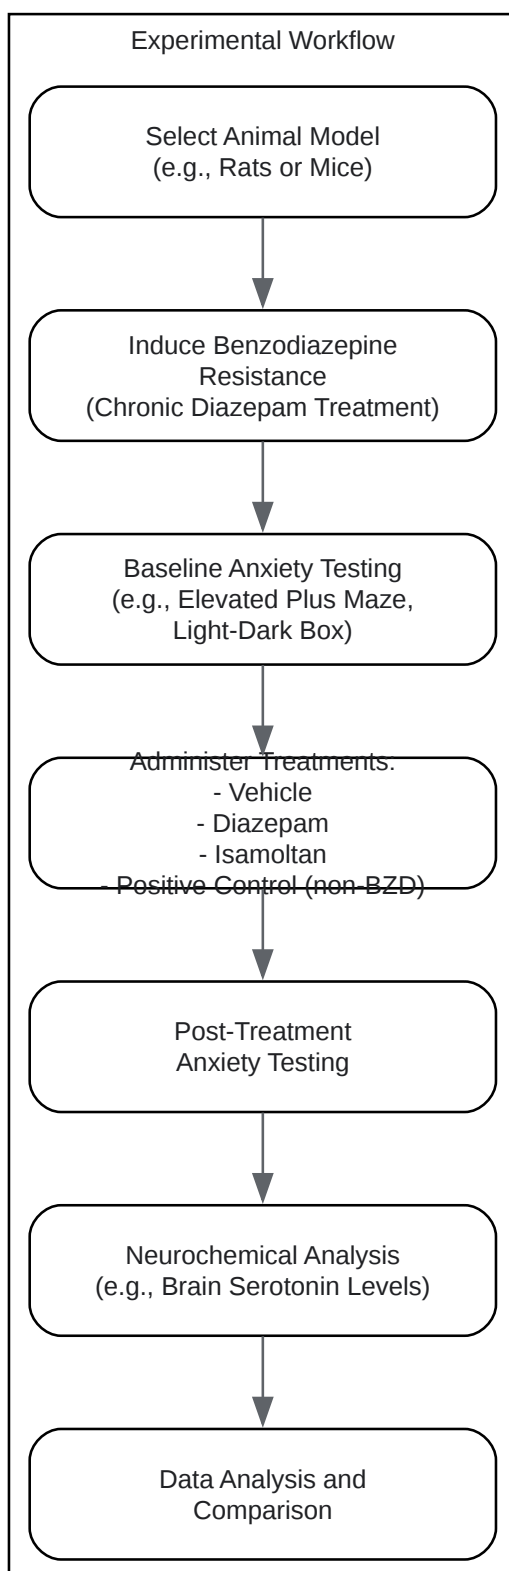 Experimental Workflow
Select Animal Model
(e.g., Rats or Mice)
Induce Benzodiazepine
Resistance
(Chronic Diazepam Treatment)
Baseline Anxiety Testing
(e.g., Elevated Plus Maze,
Light-Dark Box)
Administer Treatments:
- Vehicle
- Diazepam
- Isamoltan
- Positive Control (non-BZD)
Post-Treatment
Anxiety Testing
Neurochemical Analysis
(e.g., Brain Serotonin Levels)
Data Analysis and
Comparison